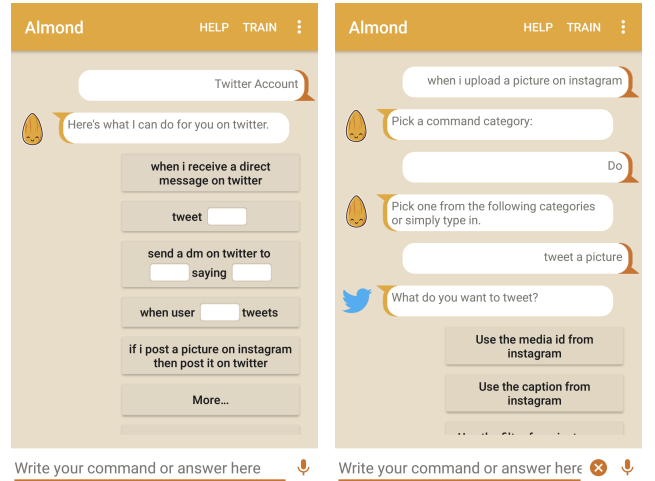 Almond
HELP TRAIN
Twitter Account
Here's what I can do for you on twitter.
when i receive a direct
message on twitter
tweet
send a dm on twitter to
saying
when user tweets
if i post a picture on instagram
then post it on twitter
More...
Write your command or answer here
Almond
HELP TRAIN
when i upload a picture on instagram
Pick a command category:
Do
Pick one from the following categories
or simply type in.
tweet a picture
What do you want to tweet?
Use the media id from
instagram
Use the caption from
instagram
Write your command or answer here